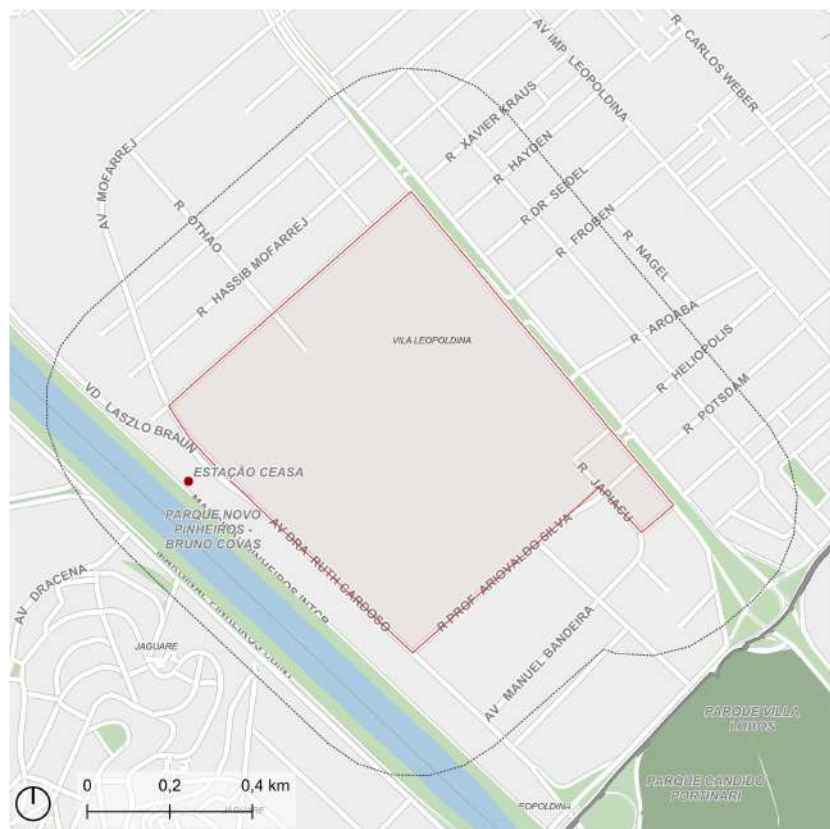 AV IMP. LEOPOLDINA
R. CARLOS WEBER
R. XAVIER KRAUS
R. HAYDEN
R DR. SEIDEL
R. FROBEN
R. NAGEL
R. AROABA
R. HELIOPOLIS
R. POTSDAM
AV MOFARREJ
R. OTHAO
R. HASSIB MOFARREJ
VILA LEOPOLDINA
VD. LASZLO BRAUN
ESTAÇÃO CEASA
PARQUE NOVO
PINHEIROS -
BRUNO COVAS
R. JAPIAÇU
AV DRA. RUTH CARDOSO
R PROF. ARIOVALDO SILVA
AV. MANUEL BANDEIRA
AV. DRACENA
JAGUARE
PARQUE VILLA
LOBOS
PARQUE CANDIDO
PORTINARI
0 0,2 0,4 km
JAGUARE